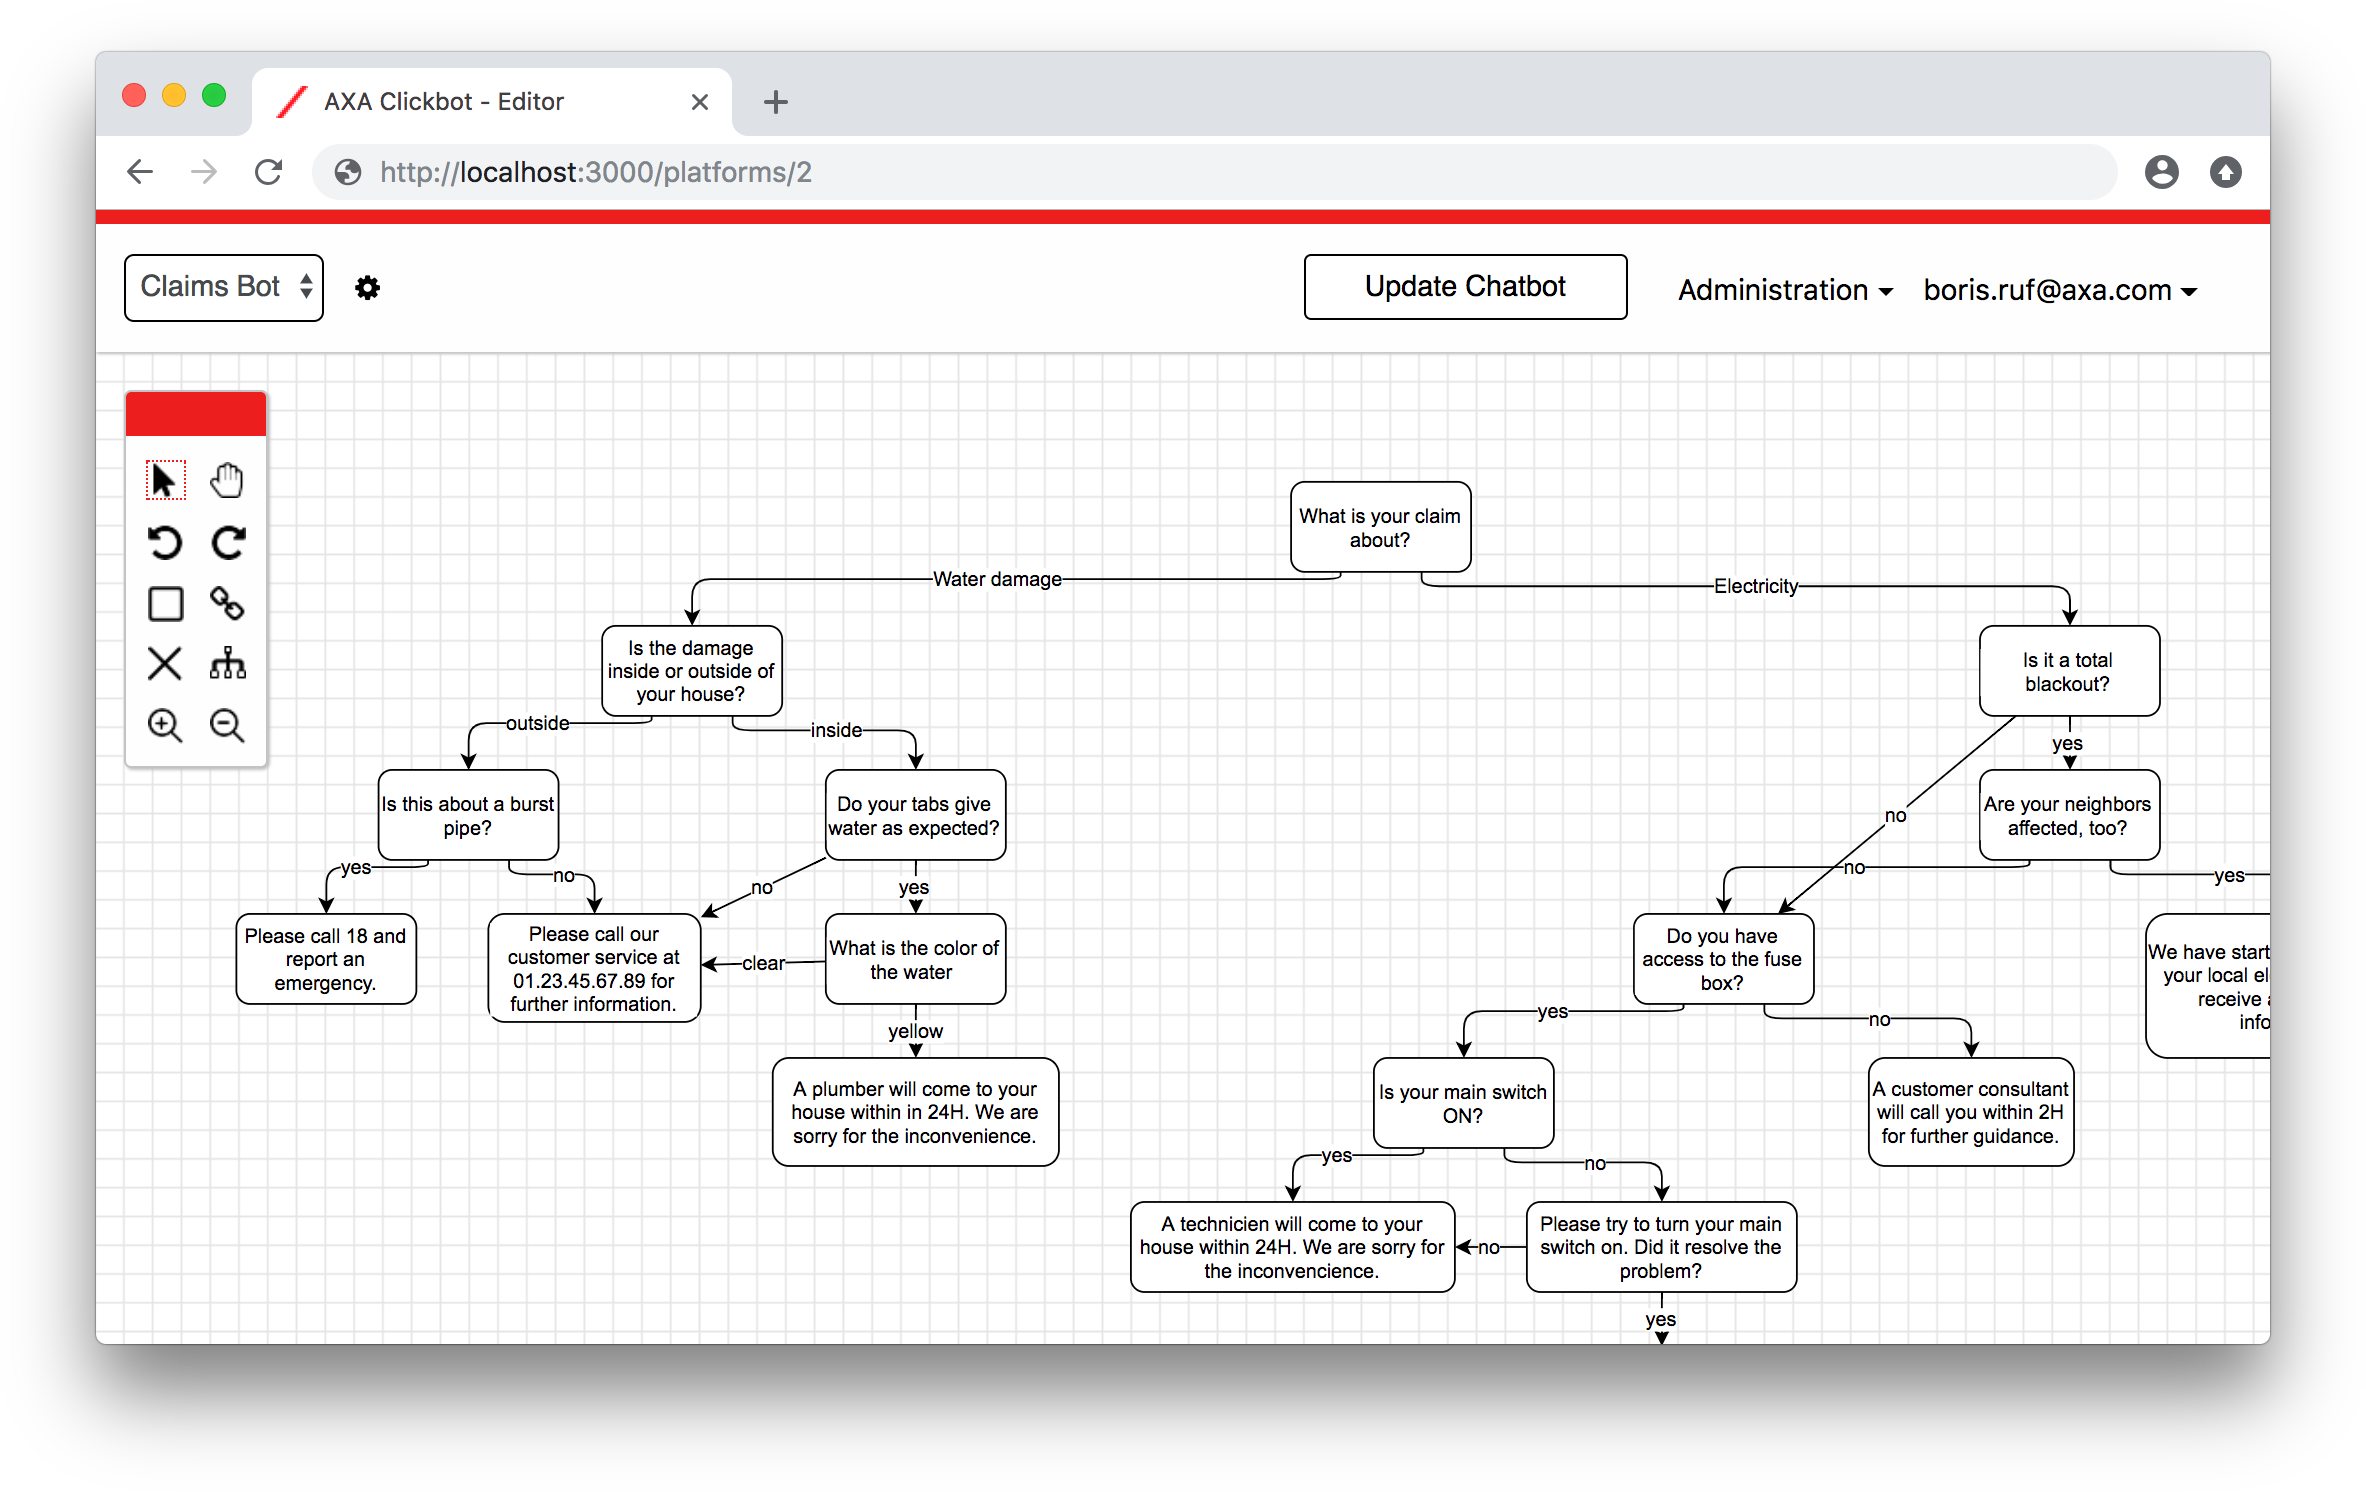 AXA Clickbot - Editor
http://localhost:3000/platforms/2
Claims Bot
Update Chatbot
Administration
boris.ruf@axa.com
What is your claim
about?
Water damage
Electricity
Is the damage
inside or outside of
your house?
Is it a total
blackout?
outside
inside
yes
Is this about a burst
pipe?
Do your tabs give
water as expected?
no
Are your neighbors
affected, too?
yes
no
no
yes
no
yes
Please call 18 and
report an
emergency.
Please call our
customer service at
01.23.45.67.89 for
further information.
clear
What is the color of
the water
Do you have
access to the fuse
box?
We have start
your local el
receive
info
yellow
yes
no
A plumber will come to your
house within in 24H. We are
sorry for the inconvenience.
Is your main switch
ON?
A customer consultant
will call you within 2H
for further guidance.
yes
no
A technicien will come to your
house within 24H. We are sorry for
the inconvencience.
no
Please try to turn your main
switch on. Did it resolve the
problem?
yes